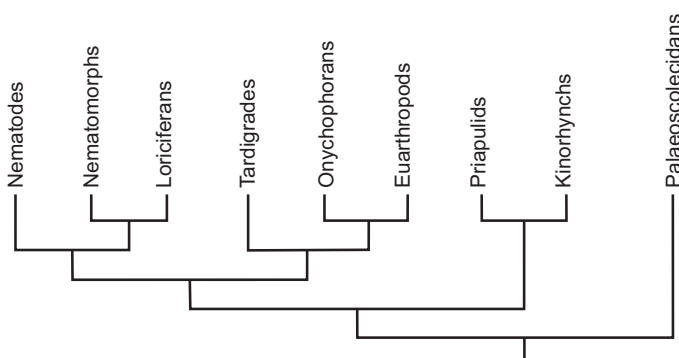 Nematodes
Nematomorphs
Loriciferans
Tardigrades
Onychophorans
Euarthropods
Priapulids
Kinorhynchs
Palaeoscolecidans